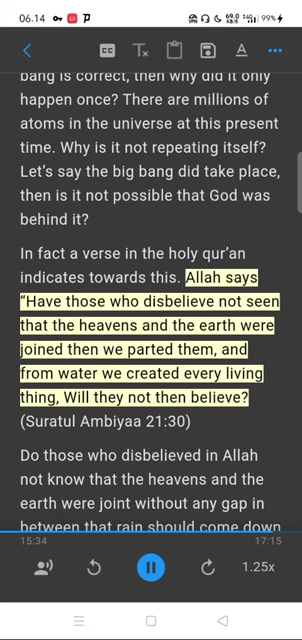 06.14
69.0
KB/S
99%
CC
A
bang is correct, then why did it only
happen once? There are millions of
atoms in the universe at this present
time. Why is it not repeating itself?
Let's say the big bang did take place,
then is it not possible that God was
behind it?
In fact a verse in the holy qur'an
indicates towards this. Allah says
“Have those who disbelieve not seen
that the heavens and the earth were
joined then we parted them, and
from water we created every living
thing, Will they not then believe?
(Suratul Ambiyaa 21:30)
Do those who disbelieved in Allah
not know that the heavens and the
earth were joint without any gap in
between that rain should come down
15:34
17:15
1.25x